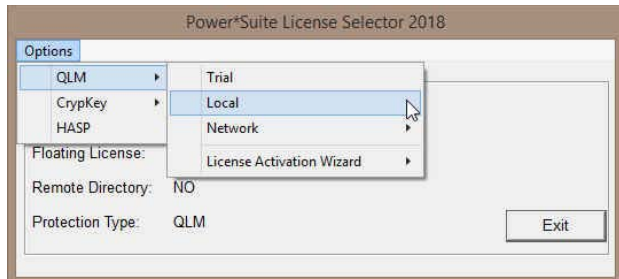 Power*Suite License Selector 2018
Options
QLM
Trial
CrypKey
Local
HASP
Network
Floating License:
License Activation Wizard
Remote Directory: NO
Protection Type: QLM
Exit